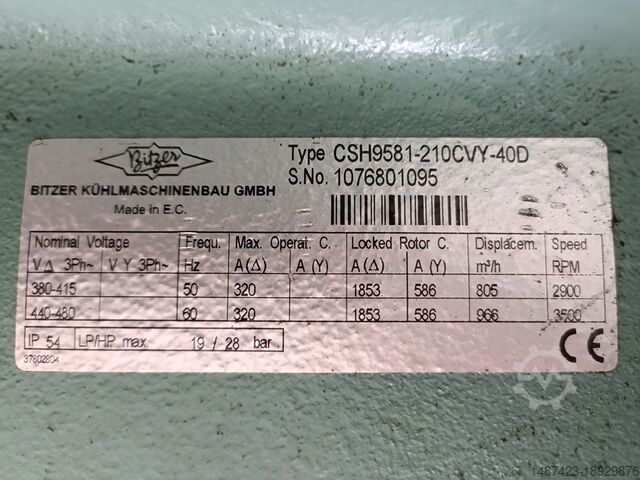 Bitzer
BITZER KÜHLMASCHINENBAU GMBH
Made in E.C.
Type CSH9581-210CVY-40D
S.No. 1076801095
Nominal Voltage Frequ. Max. Operat. C. Locked Rotor C. Displacem. Speed
V Δ 3Ph~ V Y 3Ph~ Hz A (Δ) A (Y) A (Δ) A (Y) m³/h RPM
380-415 50 320 1853 586 805 2900
440-480 60 320 1853 586 966 3500
IP 54 LP/HP max. 19 / 28 bar
37802804
CE
1487423-18929876